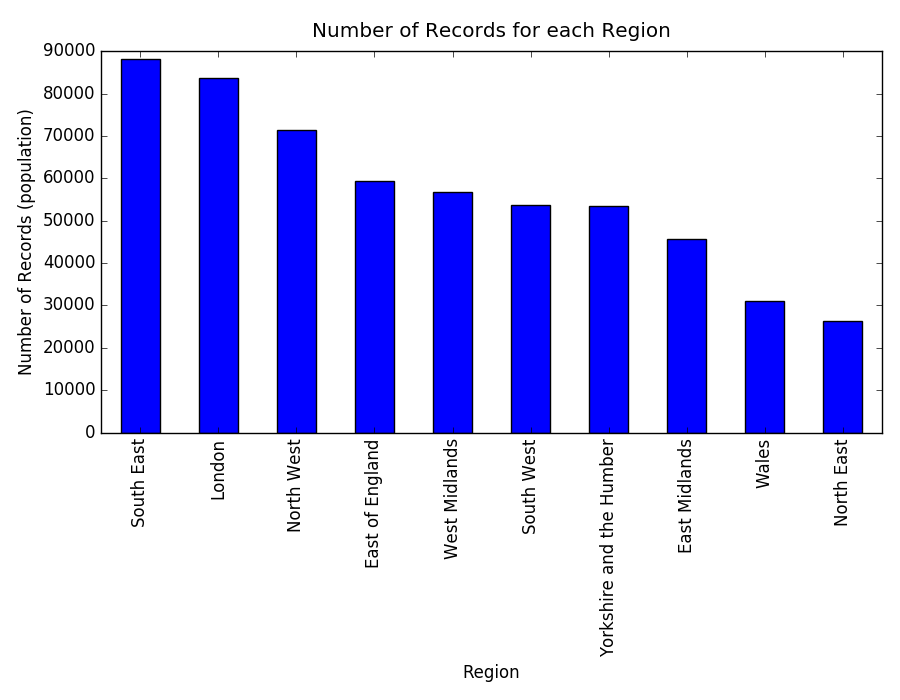 Number of Records for each Region
Number of Records (population)
90000
80000
70000
60000
50000
40000
30000
20000
10000
0
South East
London
North West
East of England
West Midlands
South West
Yorkshire and the Humber
East Midlands
Wales
North East
Region